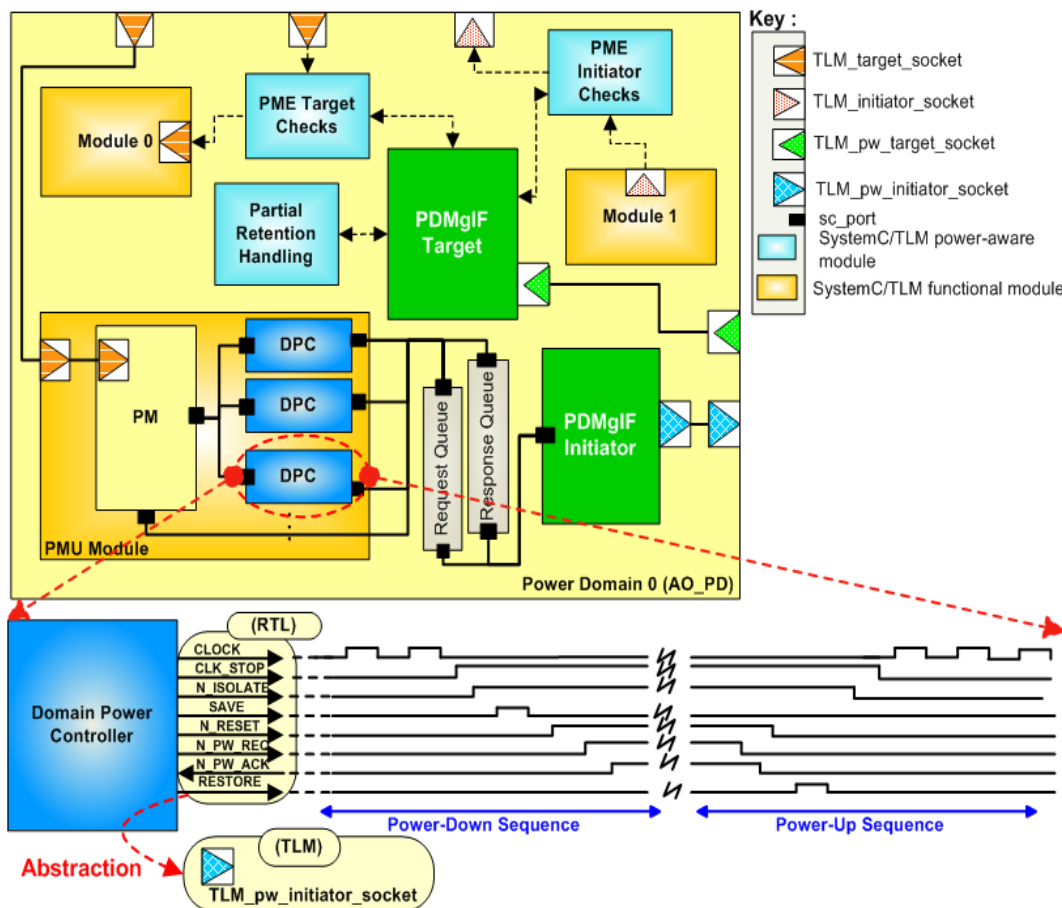 Key :
TLM_target_socket
TLM_initiator_socket
TLM_pw_target_socket
TLM_pw_initiator_socket
sc_port
SystemC/TLM power-aware
module
SystemC/TLM functional module
PME Target
Checks
PME
Initiator
Checks
Module 0
Partial
Retention
Handling
PDMgIF
Target
Module 1
PM
DPC
DPC
DPC
Request Queue
Response Queue
PDMgIF
Initiator
PMU Module
Power Domain 0 (AO_PD)
Domain Power
Controller
(RTL)
CLOCK
CLK_STOP
N_ISOLATE
SAVE
N_RESET
N_PW_REQ
N_PW_ACK
RESTORE
Power-Down Sequence
Power-Up Sequence
Abstraction
(TLM)
TLM_pw_initiator_socket